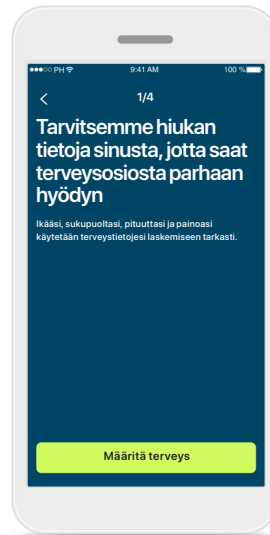 PH 9:41 AM 100 %
1/4
Tarvitsemme hiukan
tietoja sinusta, jotta saat
terveysosiosta parhaan
hyödyn
Ikääsi, sukupuoltasi, pituuttasi ja painoasi
käytetään terveystietojesi laskemiseen tarkasti.
Määritä terveys